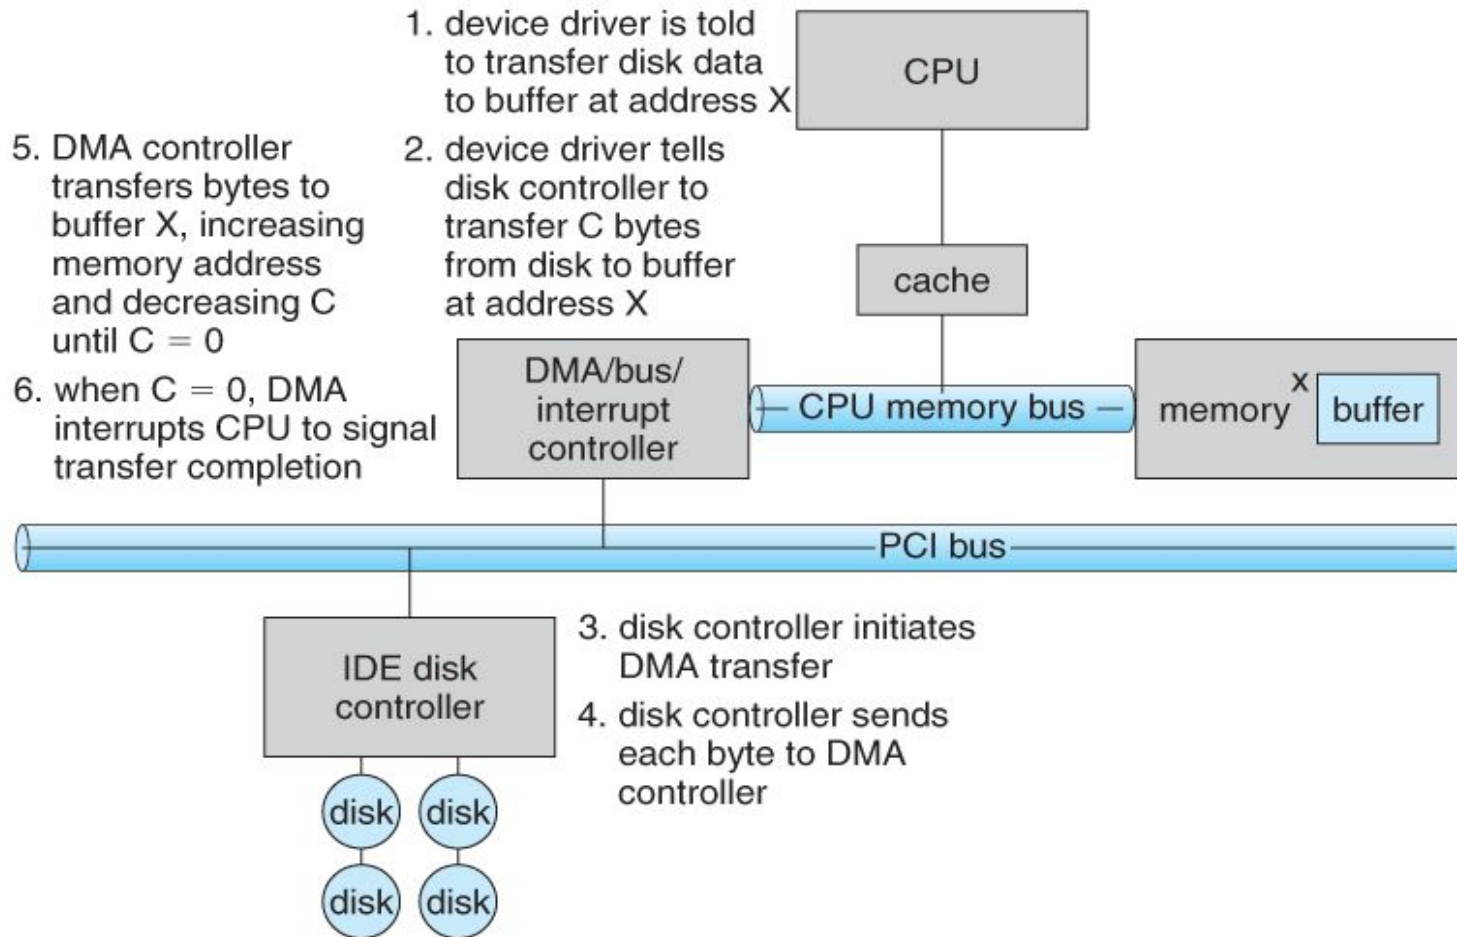 1. device driver is told
to transfer disk data
to buffer at address X
CPU
5. DMA controller
transfers bytes to
buffer X, increasing
memory address
and decreasing C
until C = 0
2. device driver tells
disk controller to
transfer C bytes
from disk to buffer
at address X
cache
6. when C = 0, DMA
interrupts CPU to signal
transfer completion
DMA/bus/
interrupt
controller
CPU memory bus
memory
x
buffer
PCI bus
IDE disk
controller
3. disk controller initiates
DMA transfer
4. disk controller sends
each byte to DMA
controller
disk
disk
disk
disk